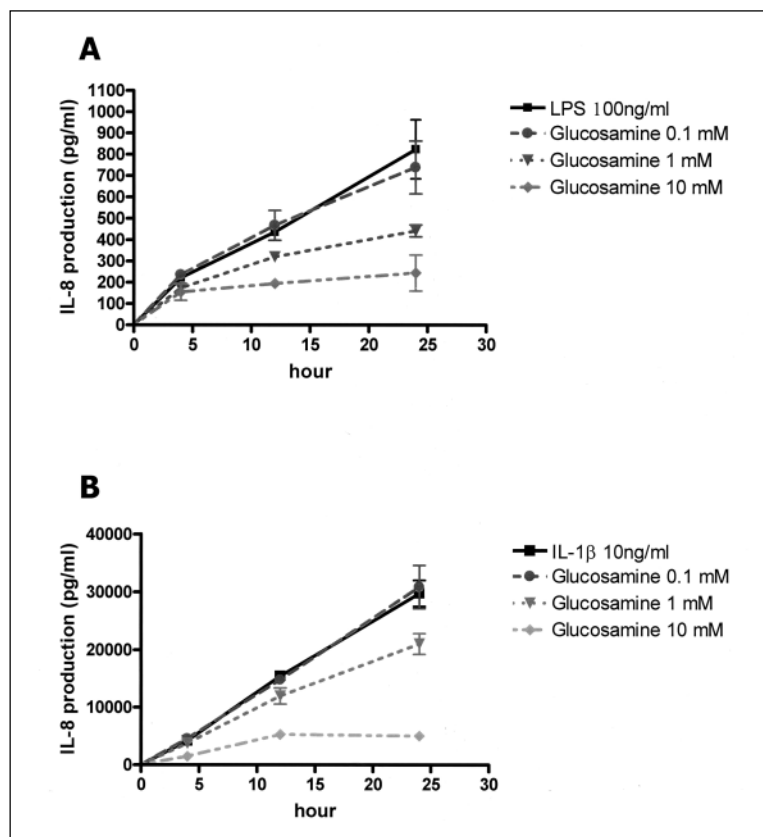 A
IL-8 production (pg/ml)
1100
1000
900
800
700
600
500
400
300
200
100
0
0 5 10 15 20 25 30
hour
LPS 100ng/ml
Glucosamine 0.1 mM
Glucosamine 1 mM
Glucosamine 10 mM
B
IL-8 production (pg/ml)
40000
30000
20000
10000
0
0 5 10 15 20 25 30
hour
IL-1β 10ng/ml
Glucosamine 0.1 mM
Glucosamine 1 mM
Glucosamine 10 mM